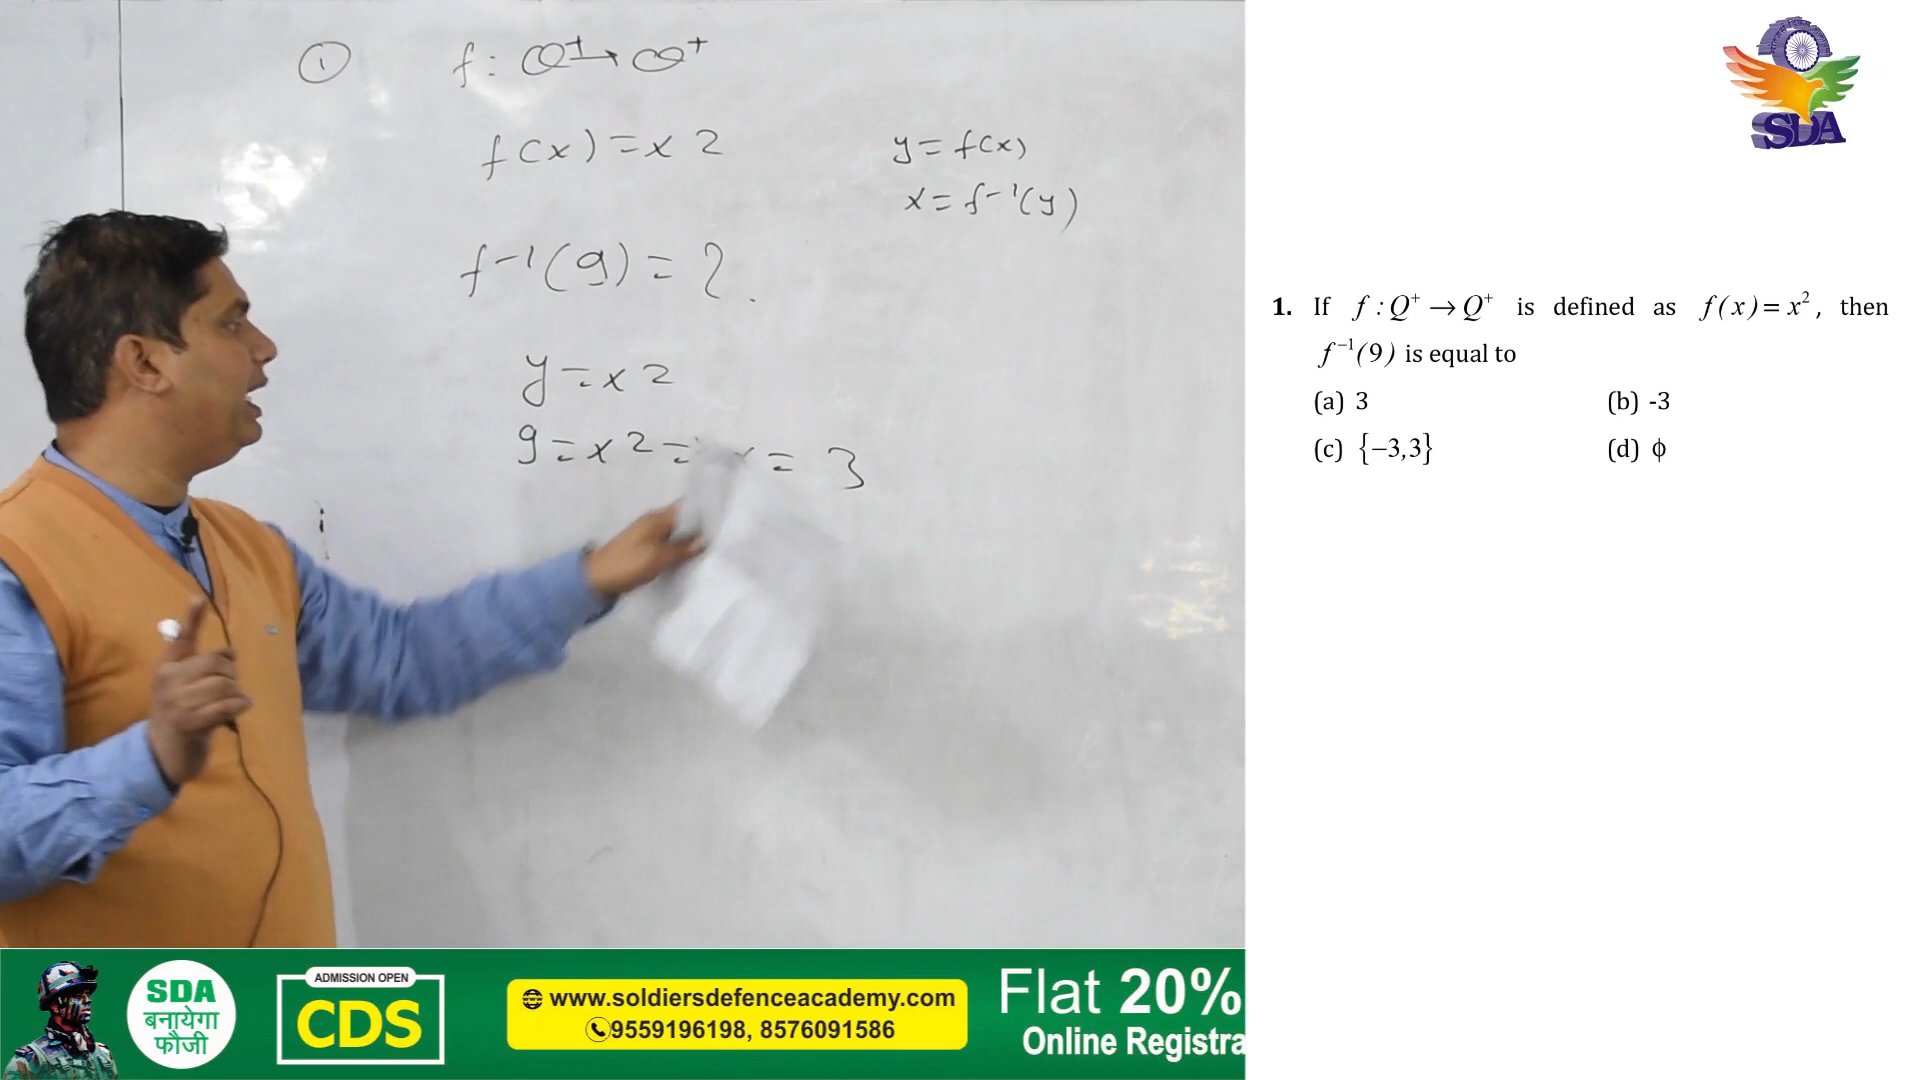 ① f : Q⁺ → Q⁺
f(x) = x2
y = f(x)
x = f⁻¹(y)
f⁻¹(9) = ?.
y = x2
9 = x2 = x = 3
SDA
1. If f : Q⁺ → Q⁺ is defined as f(x) = x², then
f⁻¹(9) is equal to
(a) 3 (b) -3
(c) {−3,3} (d) ϕ
SDA
बनायेगा
फौजी
ADMISSION OPEN
CDS
www.soldiersdefenceacademy.com
9559196198, 8576091586
Flat 20%
Online Registra